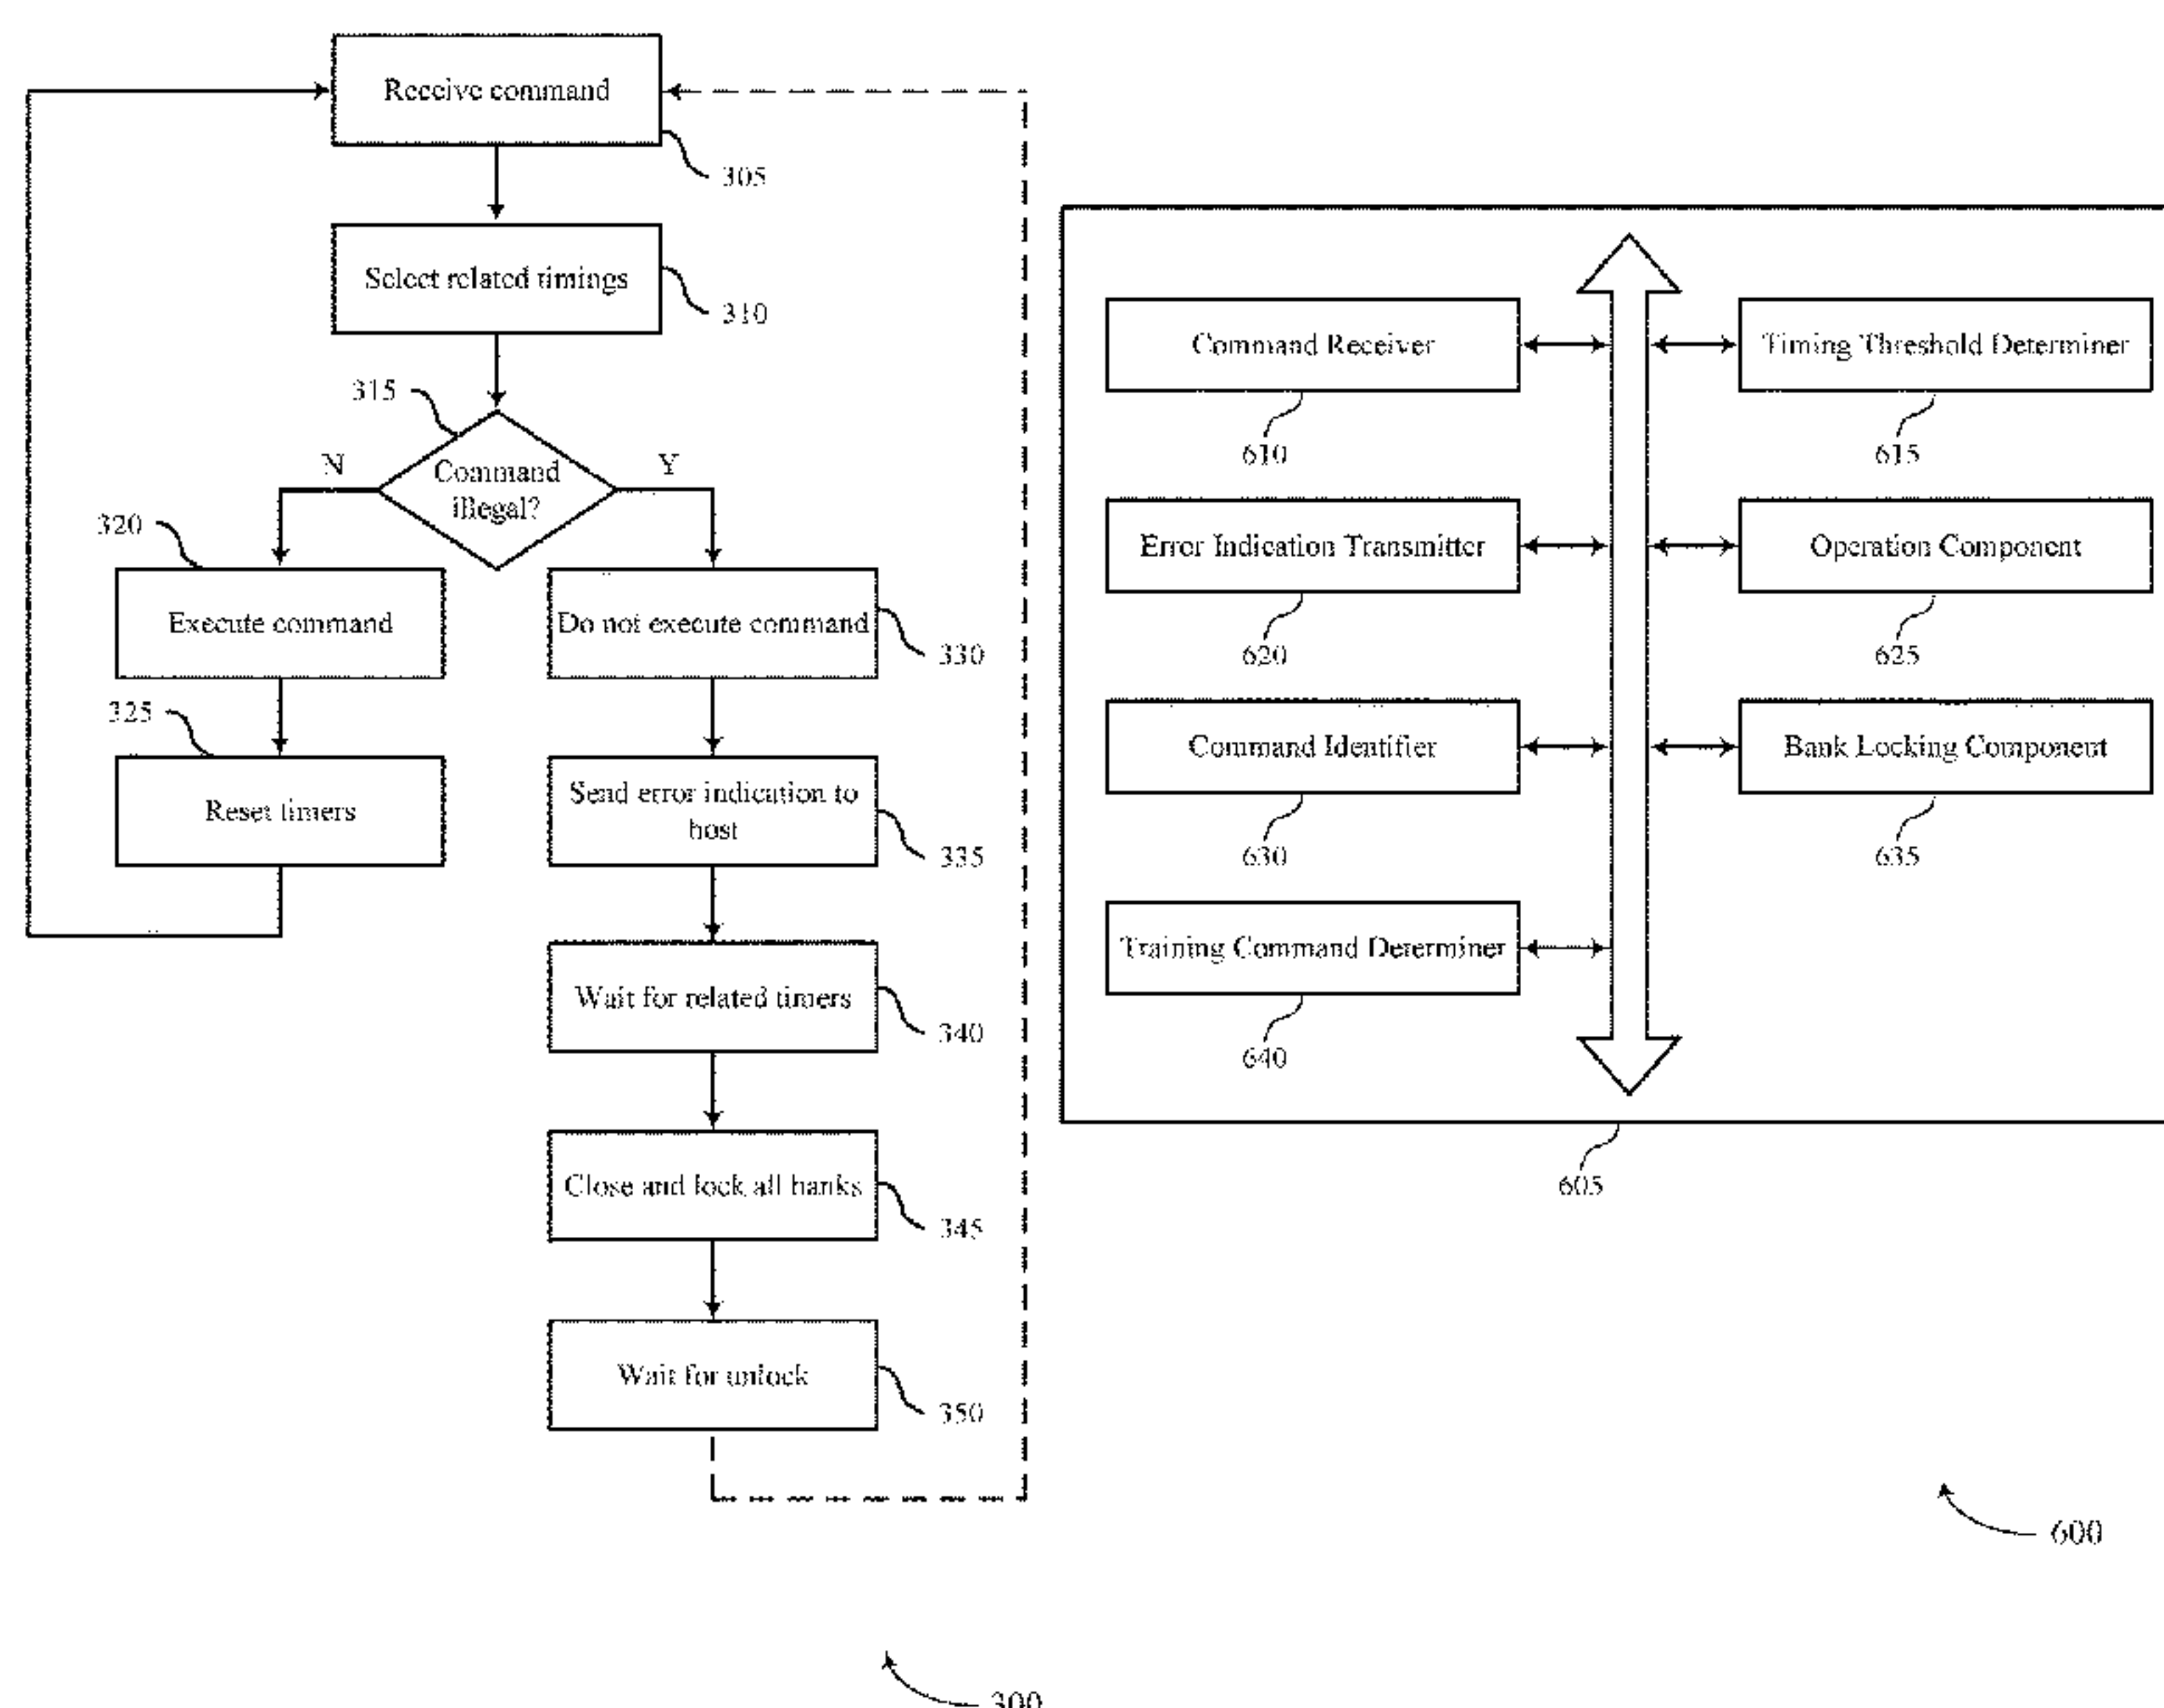 Receive command
305
Select related timings
310
315
N
Command
illegal?
Y
320
Execute command
Do not execute command
330
325
Reset timers
Send error indication to
host
335
Wait for related timers
340
Close and lock all banks
345
Wait for unlock
350
300
Command Receiver
610
Timing Threshold Determiner
615
Error Indication Transmitter
620
Operation Component
625
Command Identifier
630
Bank Locking Component
635
Training Command Determiner
640
605
600